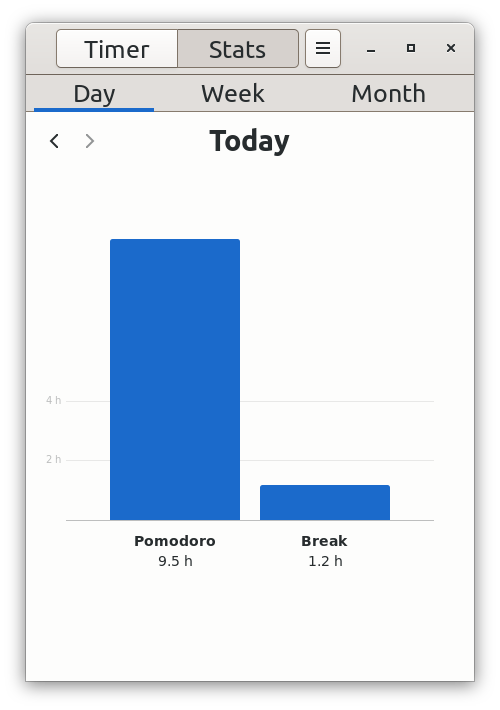 Timer Stats
Day Week Month
Today
4 h
2 h
Pomodoro Break
9.5 h 1.2 h